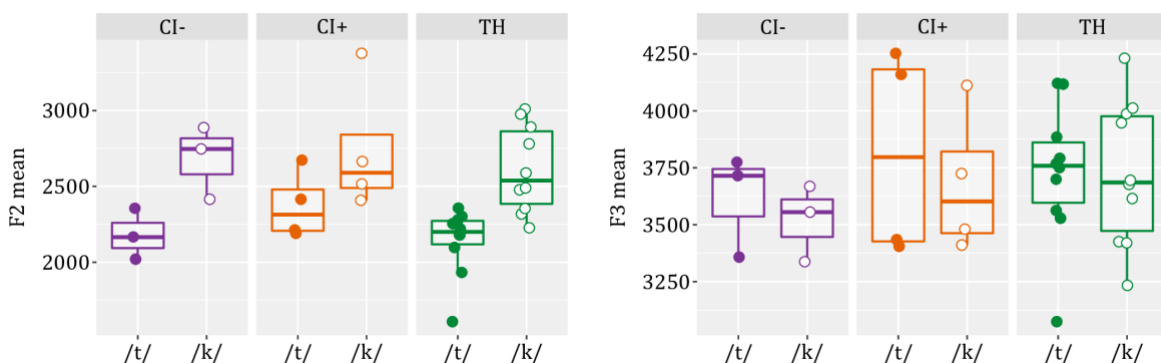 CI- CI+ TH
F2 mean
3000
2500
2000
/t/ /k/ /t/ /k/ /t/ /k/
CI- CI+ TH
F3 mean
4250
4000
3750
3500
3250
/t/ /k/ /t/ /k/ /t/ /k/